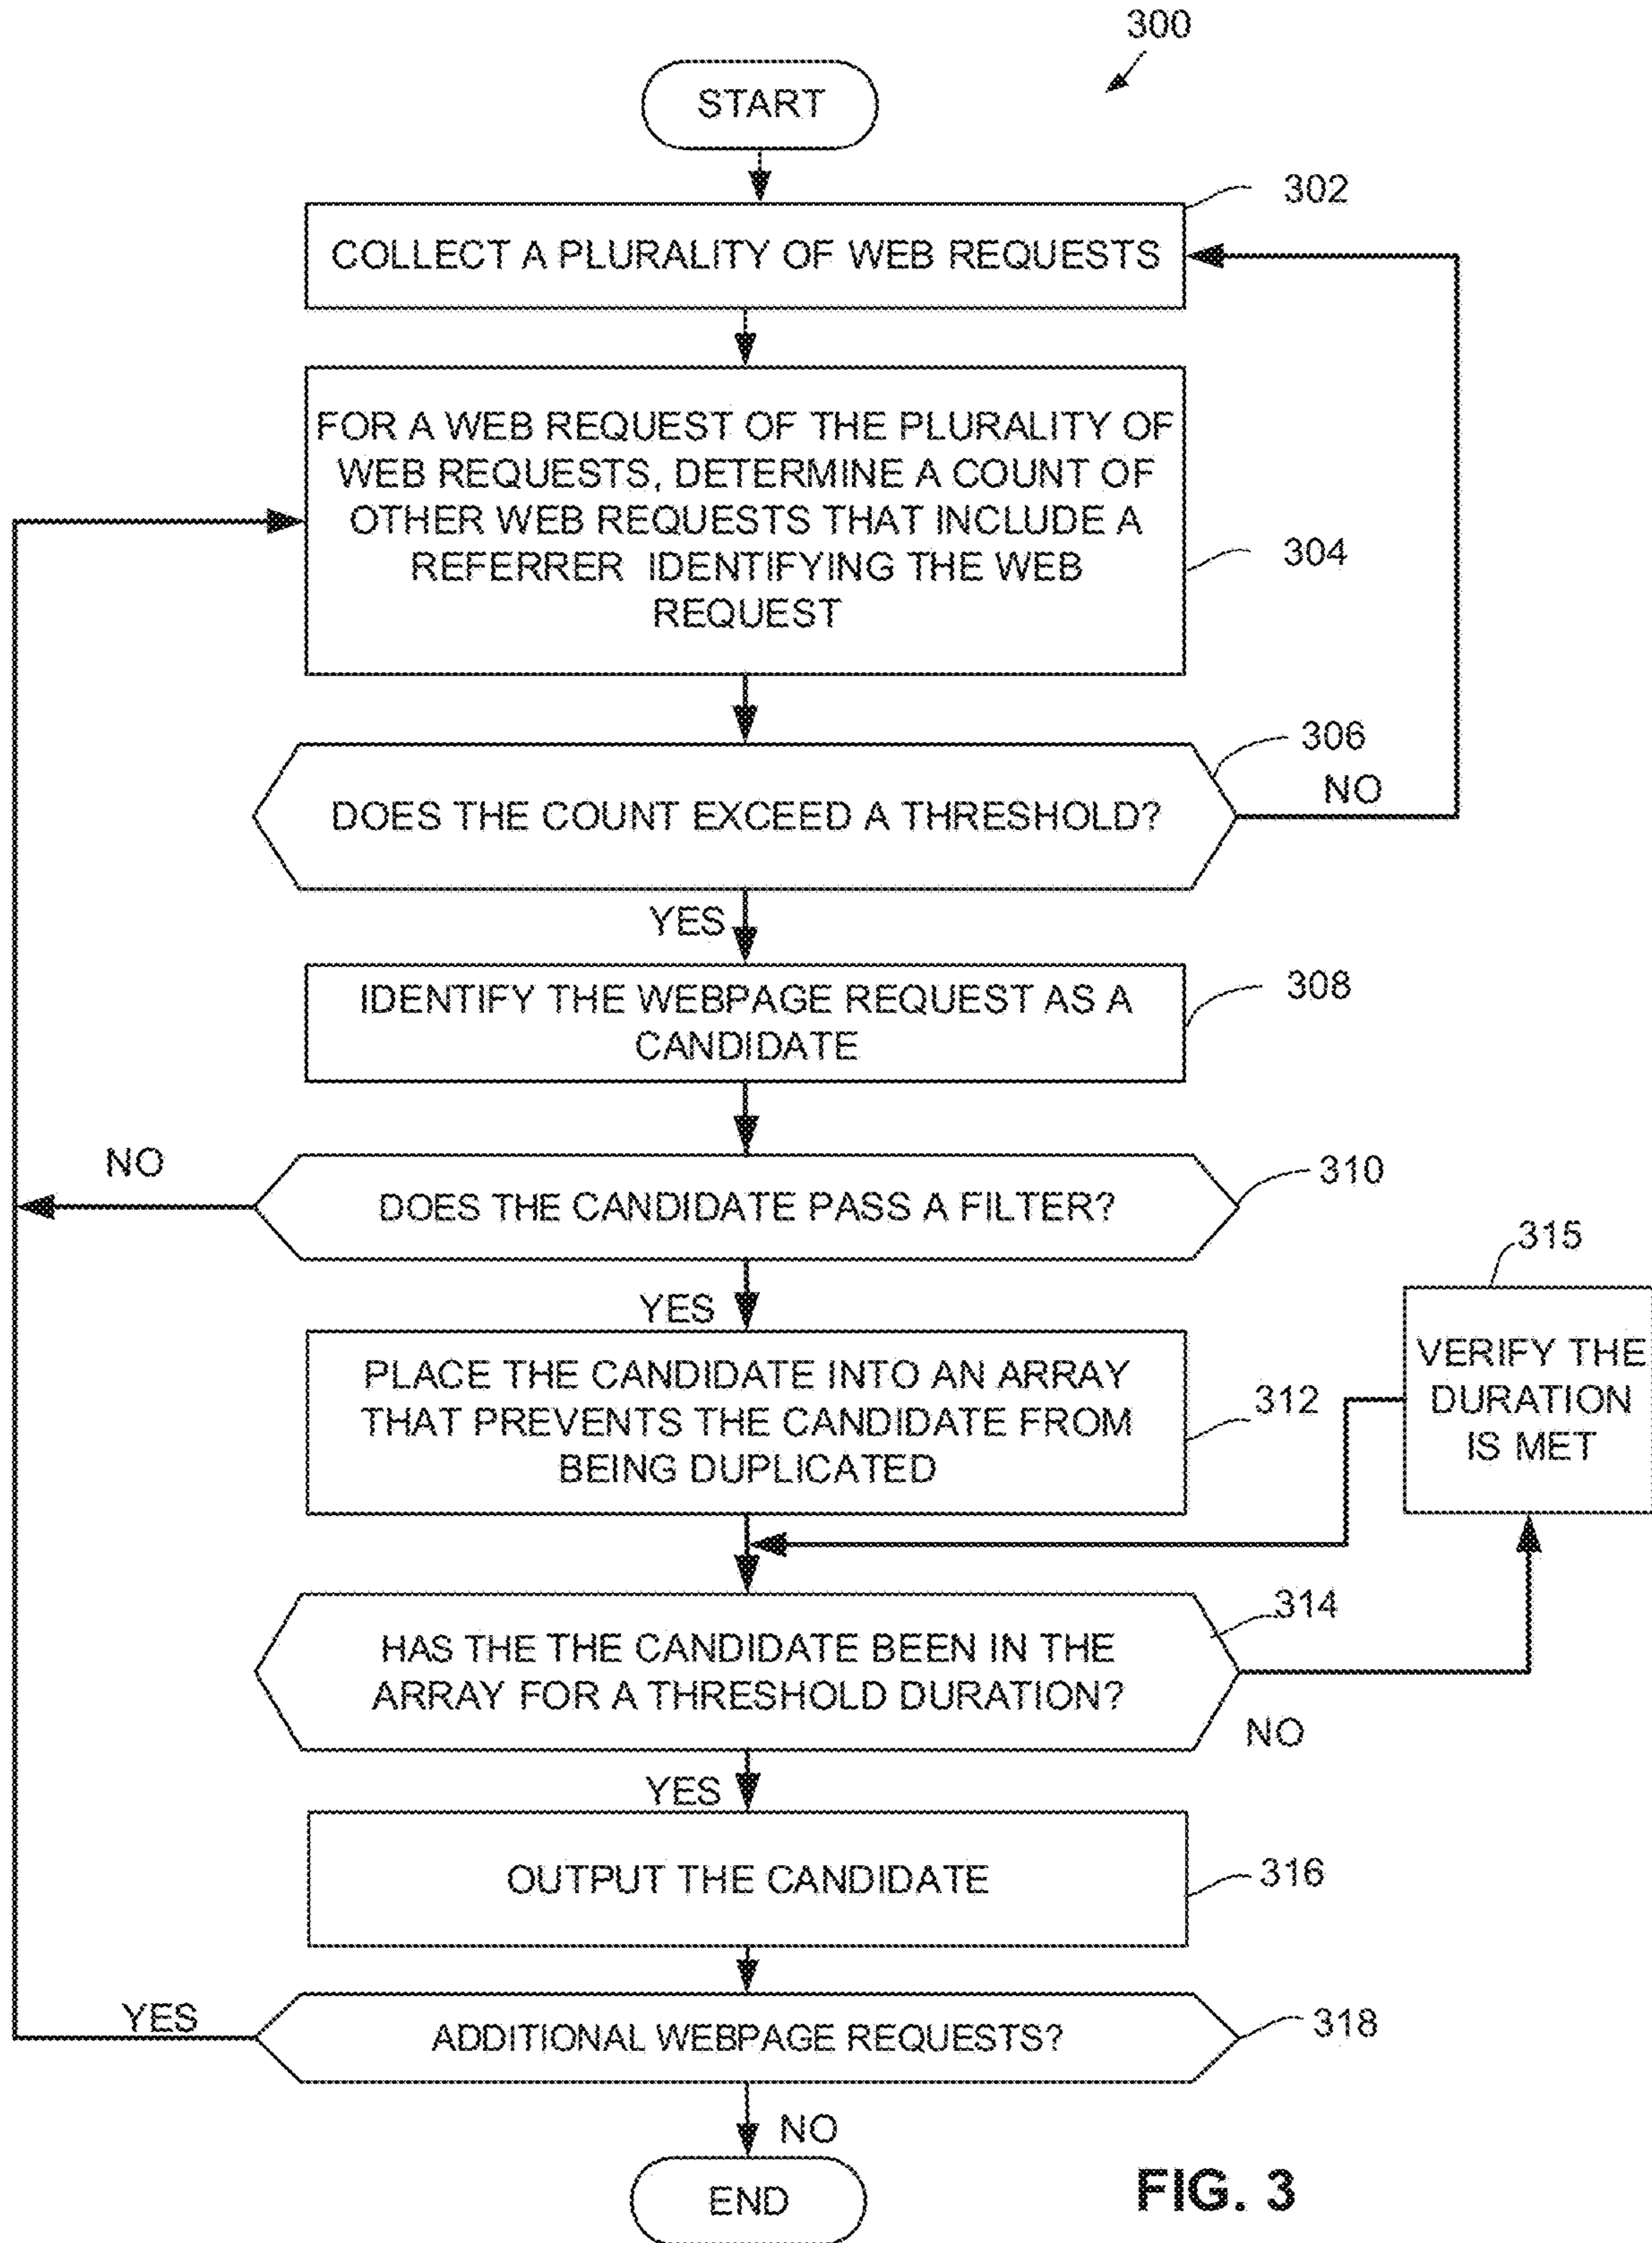 300
START
302
COLLECT A PLURALITY OF WEB REQUESTS
FOR A WEB REQUEST OF THE PLURALITY OF
WEB REQUESTS, DETERMINE A COUNT OF
OTHER WEB REQUESTS THAT INCLUDE A
REFERRER IDENTIFYING THE WEB
REQUEST
304
306
NO
DOES THE COUNT EXCEED A THRESHOLD?
YES
IDENTIFY THE WEBPAGE REQUEST AS A
CANDIDATE
308
NO
310
DOES THE CANDIDATE PASS A FILTER?
YES
315
VERIFY THE
DURATION
IS MET
PLACE THE CANDIDATE INTO AN ARRAY
THAT PREVENTS THE CANDIDATE FROM
BEING DUPLICATED
312
314
HAS THE THE CANDIDATE BEEN IN THE
ARRAY FOR A THRESHOLD DURATION?
NO
YES
OUTPUT THE CANDIDATE
316
YES
ADDITIONAL WEBPAGE REQUESTS?
318
NO
END
FIG. 3